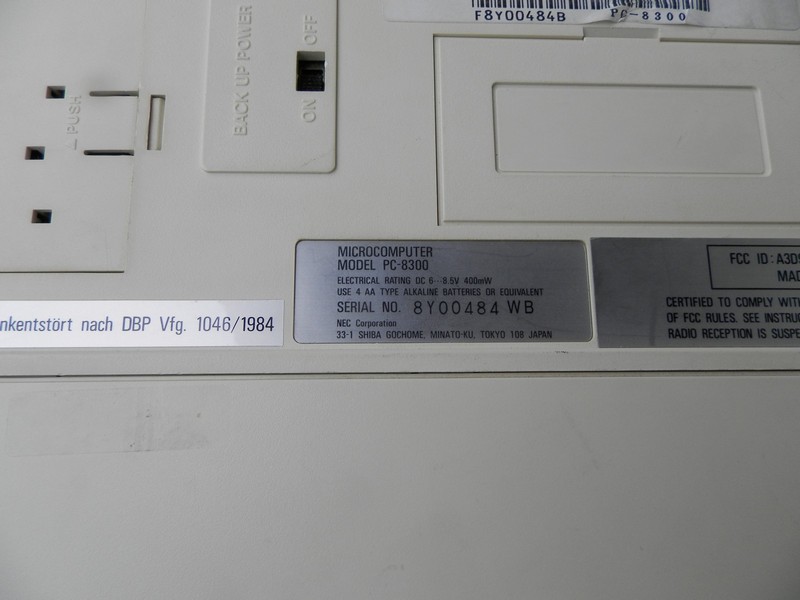 F8Y00484B PC-8300
OFF
BACK UP POWER
ON
△ PUSH
MICROCOMPUTER
MODEL PC-8300
ELECTRICAL RATING DC 6---8.5V 400mW
USE 4 AA TYPE ALKALINE BATTERIES OR EQUIVALENT
SERIAL NO. 8Y00484 WB
NEC Corporation
33-1 SHIBA GOCHOME, MINATO-KU, TOKYO 108 JAPAN
FCC ID: A3D
MAD
CERTIFIED TO COMPLY WITH
OF FCC RULES. SEE INSTRU
RADIO RECEPTION IS SUSPE
nkentstört nach DBP Vfg. 1046/1984